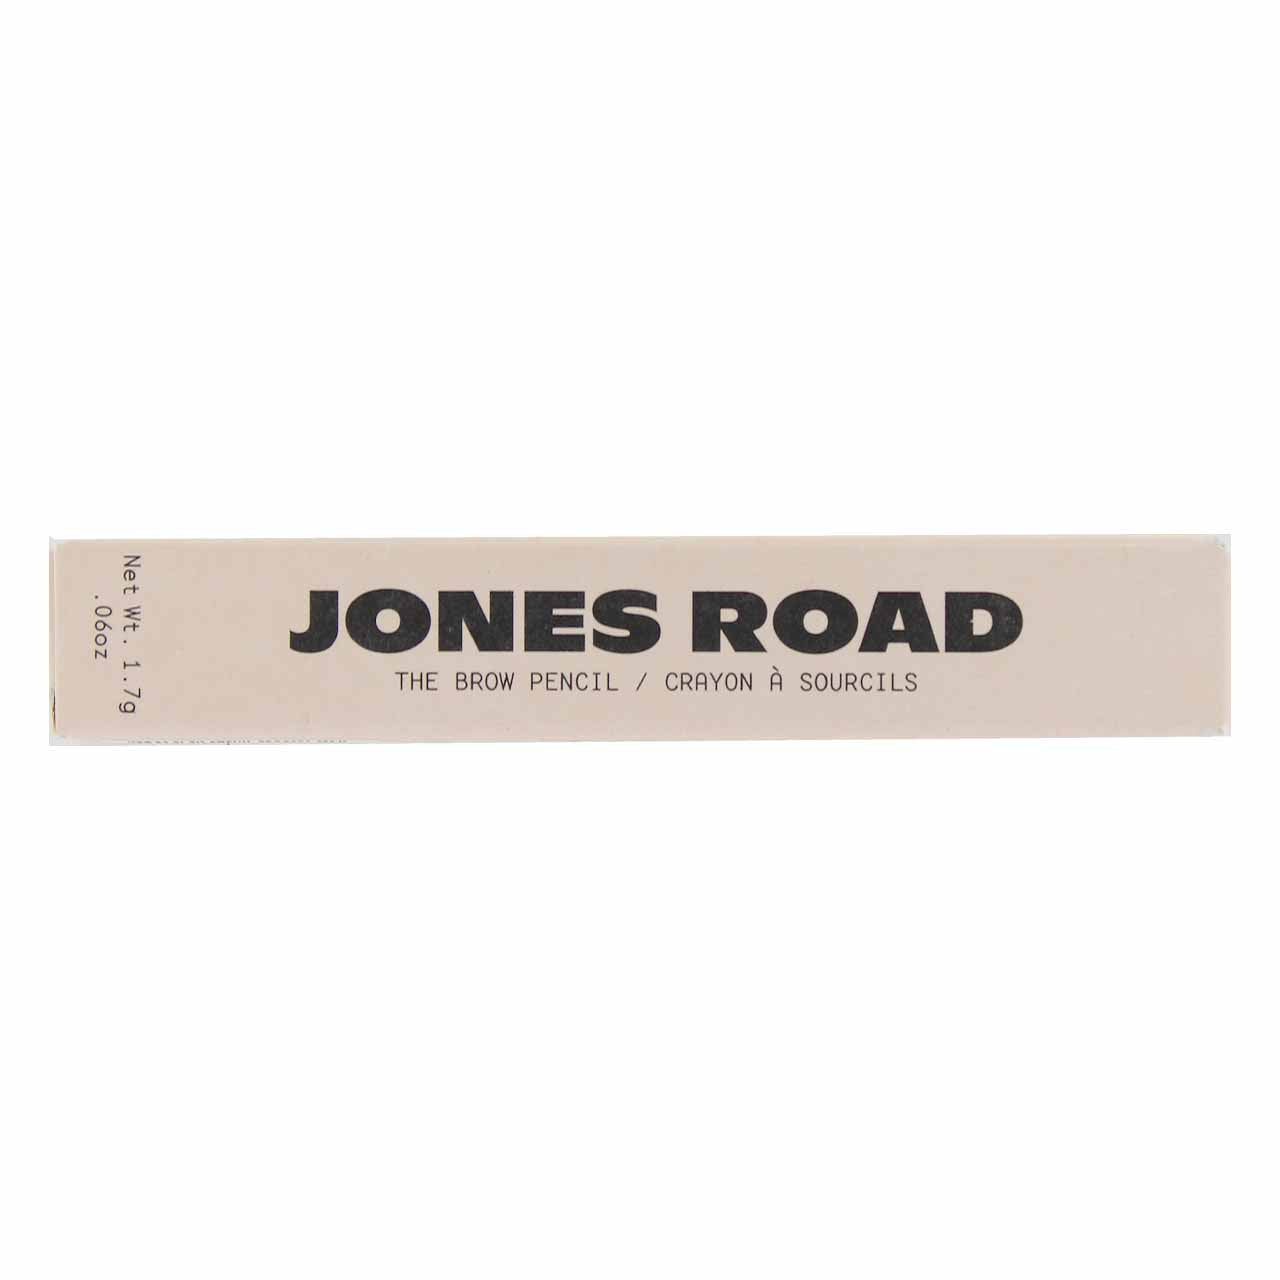 JONES ROAD
THE BROW PENCIL / CRAYON À SOURCILS
Net Wt. 1.7g
.06oz